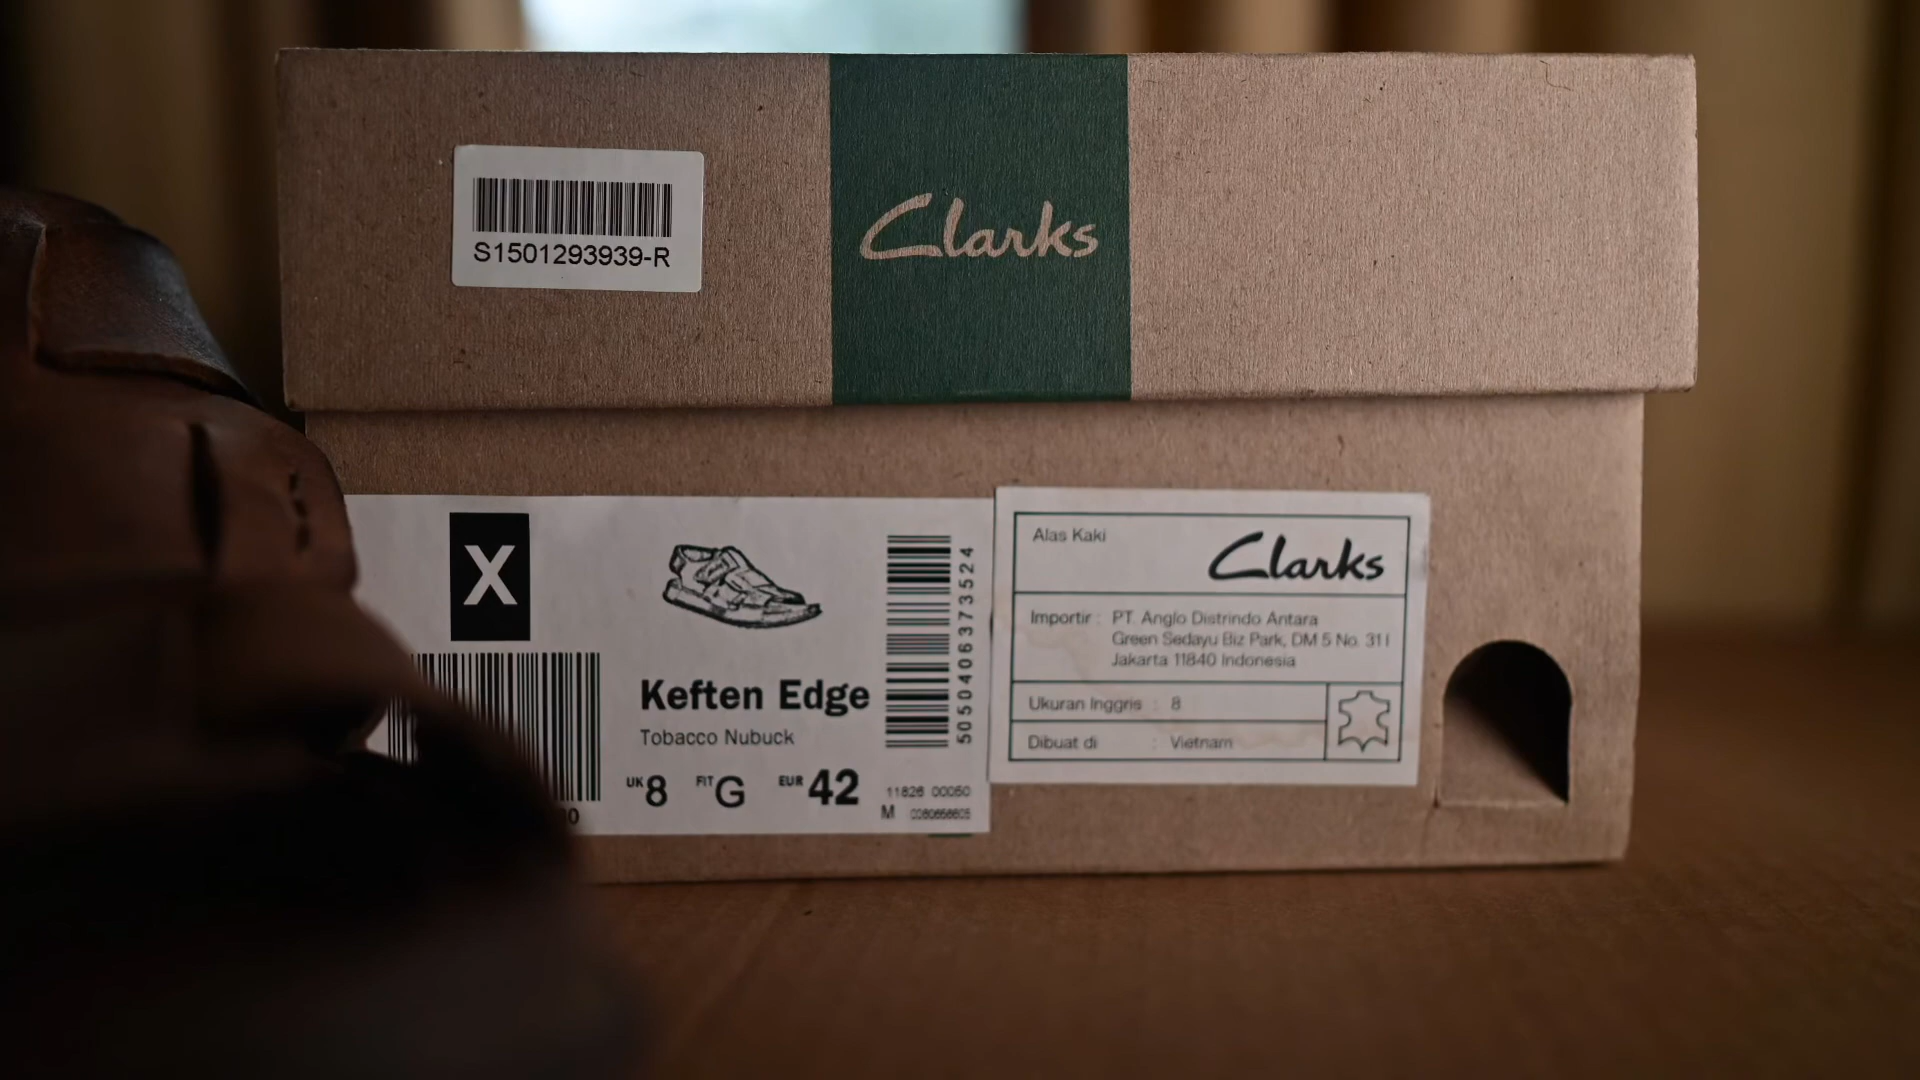 Clarks
S1501293939-R
X
Keften Edge
Tobacco Nubuck
UK 8 FIT G EUR 42
5050406373524
11826 00050
M
Alas Kaki
Clarks
Importir : PT. Anglo Distrindo Antara
Green Sedayu Biz Park, DM 5 No. 311
Jakarta 11840 Indonesia
Ukuran Inggris : 8
Dibuat di : Vietnam